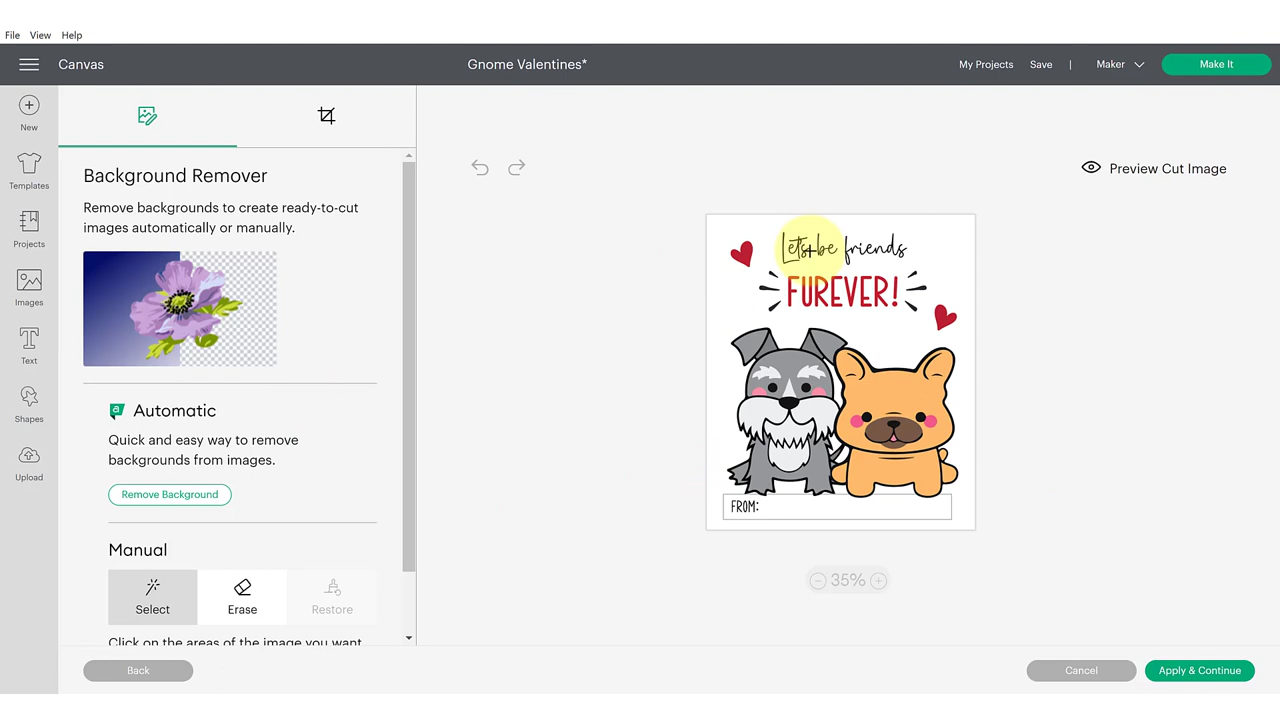 File View Help
Canvas
Gnome Valentines*
My Projects Save | Maker Make It
New
Templates
Projects
Images
Text
Shapes
Upload
Background Remover
Remove backgrounds to create ready-to-cut
images automatically or manually.
a Automatic
Quick and easy way to remove
backgrounds from images.
Remove Background
Manual
Select Erase Restore
Click on the areas of the image you want
Preview Cut Image
Let's be friends
FUREVER!
FROM:
35%
Back
Cancel Apply & Continue